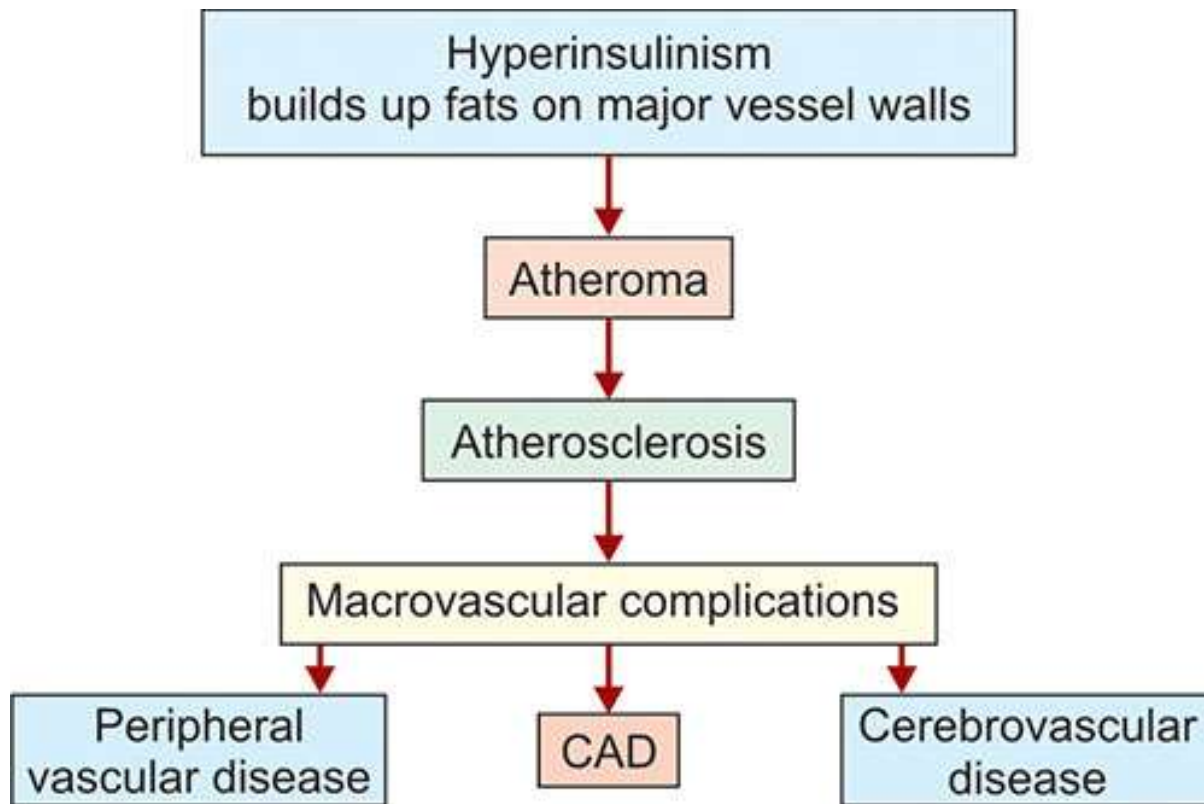 Hyperinsulinism
builds up fats on major vessel walls
Atheroma
Atherosclerosis
Macrovascular complications
Peripheral
vascular disease
CAD
Cerebrovascular
disease